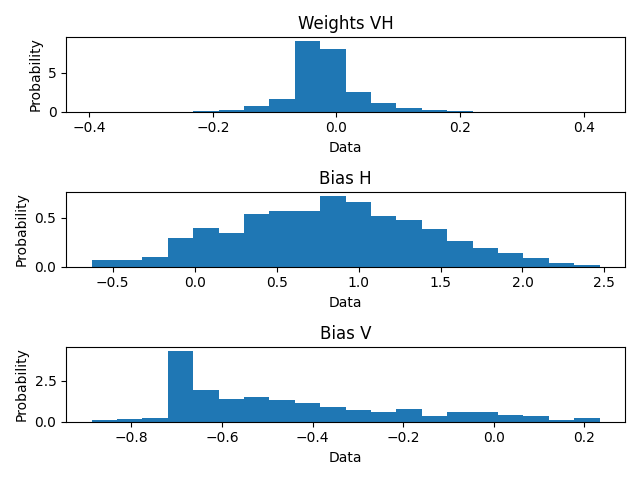 Weights VH
Probability
5
0
−0.4 −0.2 0.0 0.2 0.4
Data
Bias H
Probability
0.5
0.0
−0.5 0.0 0.5 1.0 1.5 2.0 2.5
Data
Bias V
Probability
2.5
0.0
−0.8 −0.6 −0.4 −0.2 0.0 0.2
Data